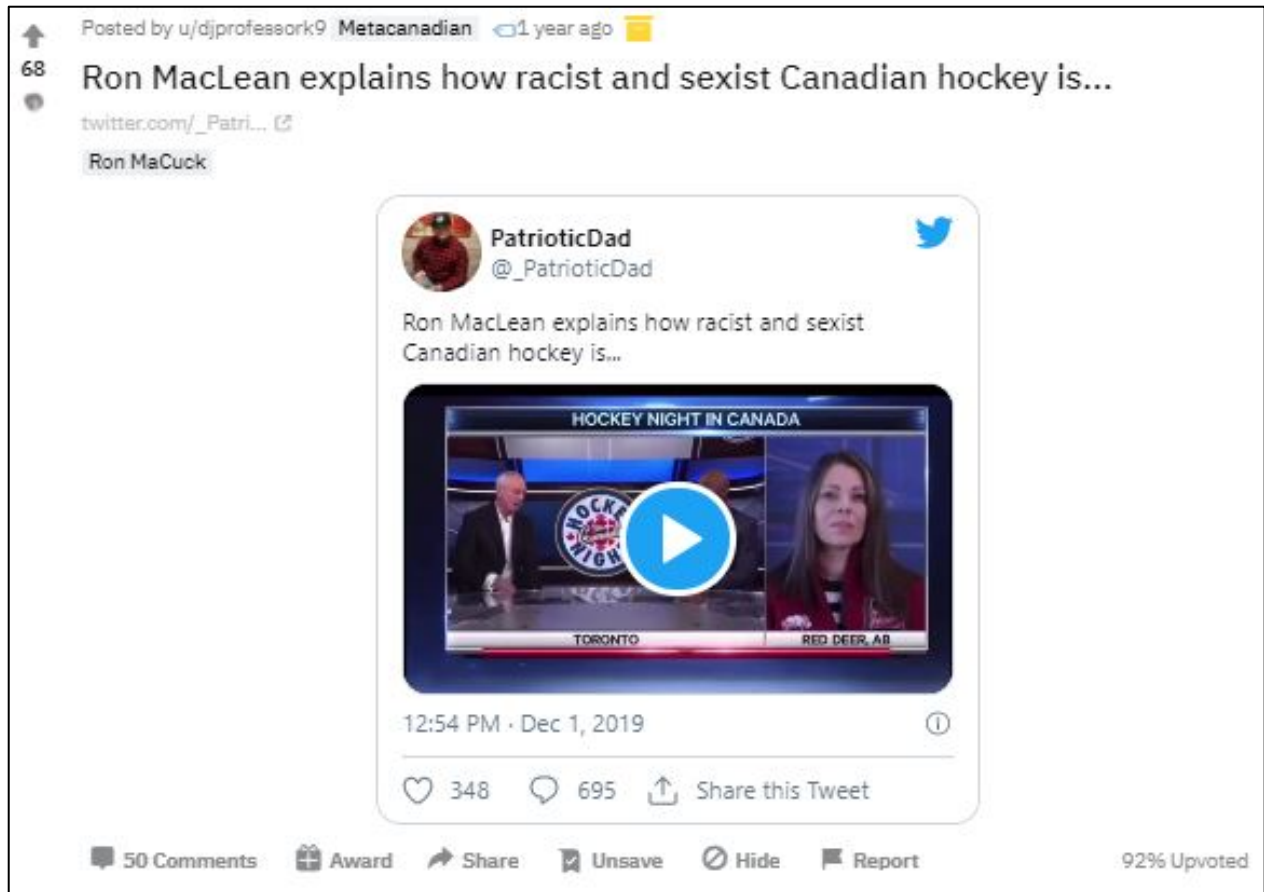 Posted by u/djprofessork9 Metacanadian 1 year ago
68
Ron MacLean explains how racist and sexist Canadian hockey is...
twitter.com/_Patri...
Ron MaCuck
PatrioticDad
@_PatrioticDad
Ron MacLean explains how racist and sexist
Canadian hockey is...
HOCKEY NIGHT IN CANADA
HOCKE
NIGH
TORONTO
RED DEER, AB
12:54 PM · Dec 1, 2019
348 695 Share this Tweet
50 Comments Award Share Unsave Hide Report 92% Upvoted